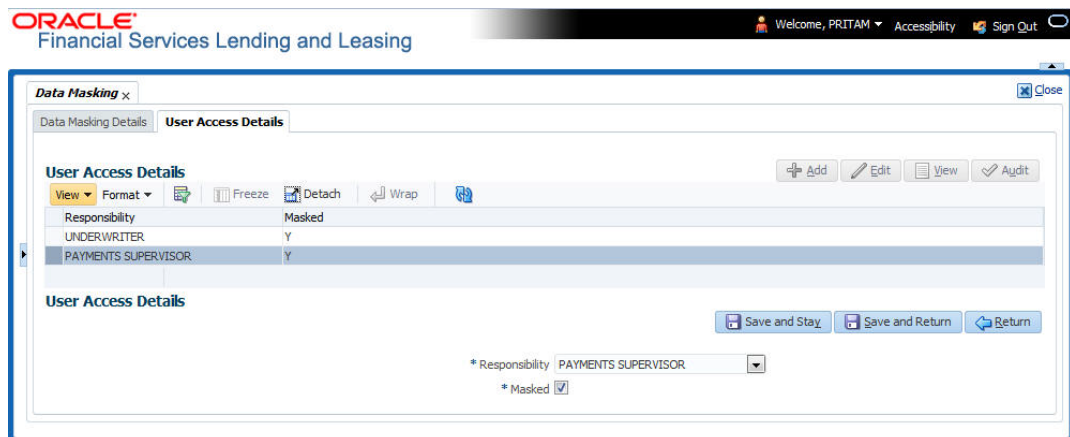 ORACLE
Financial Services Lending and Leasing
Welcome, PRITAM Accessibility Sign Out
Data Masking
Close
Data Masking Details User Access Details
User Access Details
Add Edit View Audit
View Format Freeze Detach Wrap
Responsibility Masked
UNDERWRITER Y
PAYMENTS SUPERVISOR Y
User Access Details
Save and Stay Save and Return Return
* Responsibility PAYMENTS SUPERVISOR
* Masked